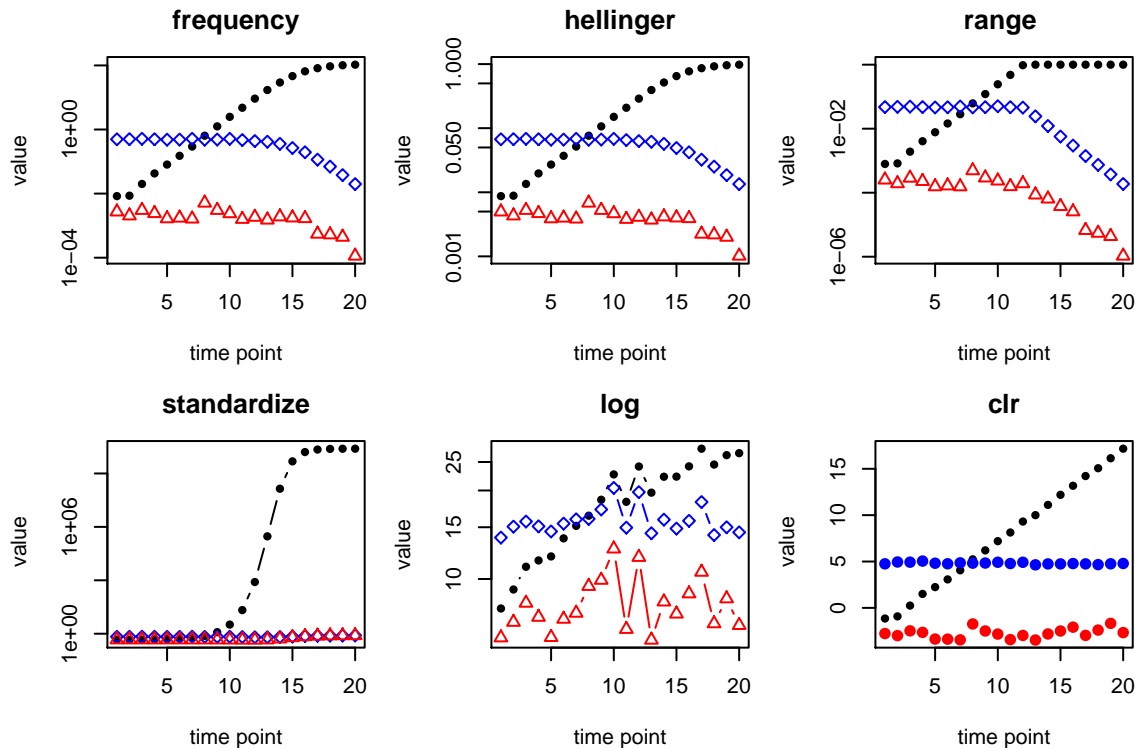 frequency
value
1e-04
1e+00
5
10
15
20
time point
hellinger
value
0.001
0.050
1.000
5
10
15
20
time point
range
value
1e-06
1e-02
5
10
15
20
time point
standardize
value
1e+00
1e+06
5
10
15
20
time point
log
value
10
15
25
5
10
15
20
time point
clr
value
0
5
10
15
5
10
15
20
time point